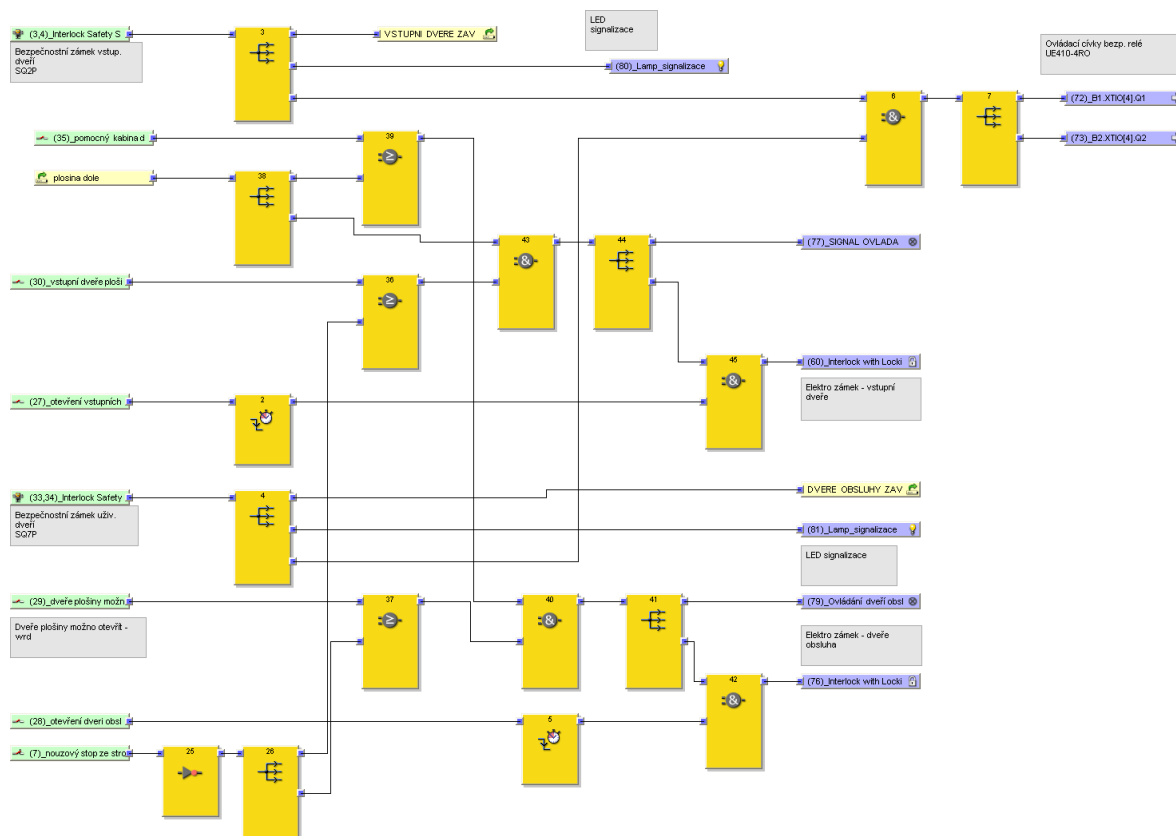 (3,4)_Interlock Safety S
3
VSTUPNI DVERE ZAV
LED
signalizace
Bezpečnostní zámek vstup.
dveří
SQ2P
(80)_Lamp_signalizace
Ovládací cívky bezp. relé
UE410-4RO
6
7
(72)_B1.XTIO[4].Q1
&
(35)_pomocný kabina d
39
≥
(73)_B2.XTIO[4].Q2
plosina dole
38
43
44
(77)_SIGNAL OVLADA
&
(30)_vstupní dveře ploši
36
≥
45
(60)_Interlock with Locki
&
Elektro zámek - vstupní
dveře
(27)_otevření vstupních
2
(33,34)_Interlock Safety
4
DVERE OBSLUHY ZAV
Bezpečnostní zámek uživ.
dveří
SQ7P
(81)_Lamp_signalizace
LED signalizace
(29)_dveře plošiny možn
37
40
41
(79)_Ovládání dveří obsl
≥
&
Dveře plošiny možno otevřít -
wrd
Elektro zámek - dveře
obsluha
42
(76)_Interlock with Locki
&
(28)_otevření dveri obsl
5
(7)_nouzový stop ze stro
25
26